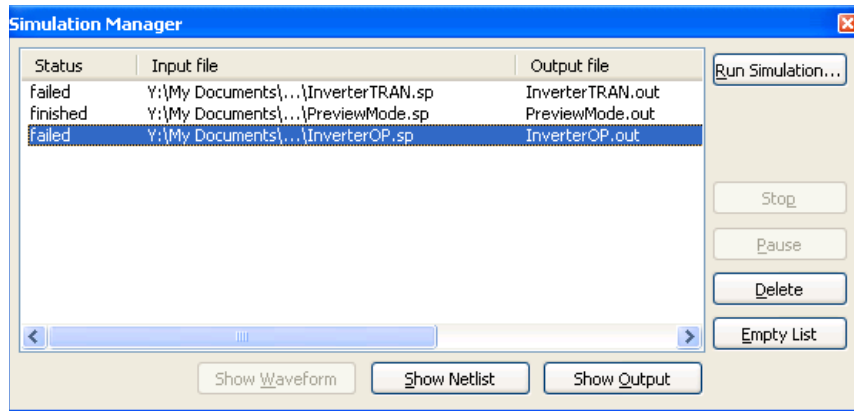 Simulation Manager
Status Input file Output file
failed Y:\My Documents\...\InverterTRAN.sp InverterTRAN.out
finished Y:\My Documents\...\PreviewMode.sp PreviewMode.out
failed Y:\My Documents\...\InverterOP.sp InverterOP.out
Run Simulation...
Stop
Pause
Delete
Empty List
Show Waveform Show Netlist Show Output